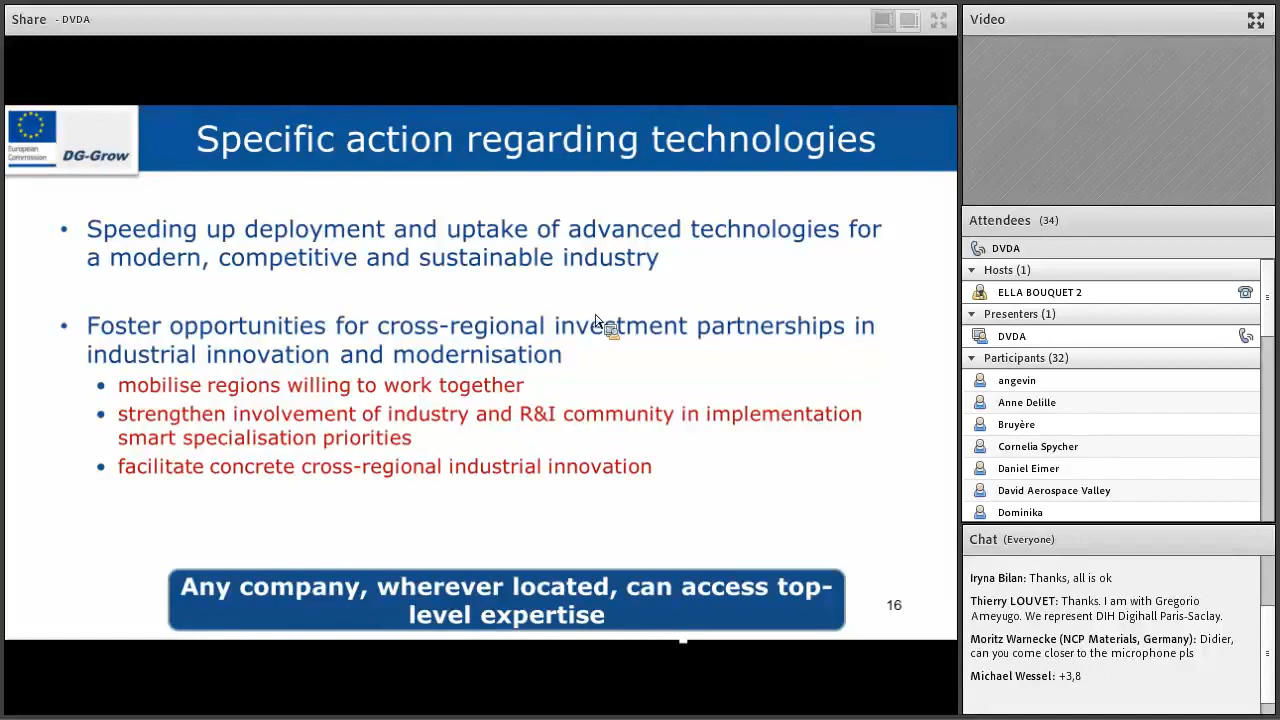 Share - DVDA
European
Commission
DG-Grow
Specific action regarding technologies
• Speeding up deployment and uptake of advanced technologies for
a modern, competitive and sustainable industry
• Foster opportunities for cross-regional investment partnerships in
industrial innovation and modernisation
• mobilise regions willing to work together
• strengthen involvement of industry and R&I community in implementation
smart specialisation priorities
• facilitate concrete cross-regional industrial innovation
Any company, wherever located, can access top-
level expertise
16
Video
Attendees (34)
DVDA
Hosts (1)
ELLA BOUQUET 2
Presenters (1)
DVDA
Participants (32)
angevin
Anne Delille
Bruyère
Cornelia Spycher
Daniel Eimer
David Aerospace Valley
Dominika
Chat (Everyone)
Iryna Bilan: Thanks, all is ok
Thierry LOUVET: Thanks. I am with Gregorio
Ameyugo. We represent DIH Digihall Paris-Saclay.
Moritz Warnecke (NCP Materials, Germany): Didier,
can you come closer to the microphone pls
Michael Wessel: +3,8